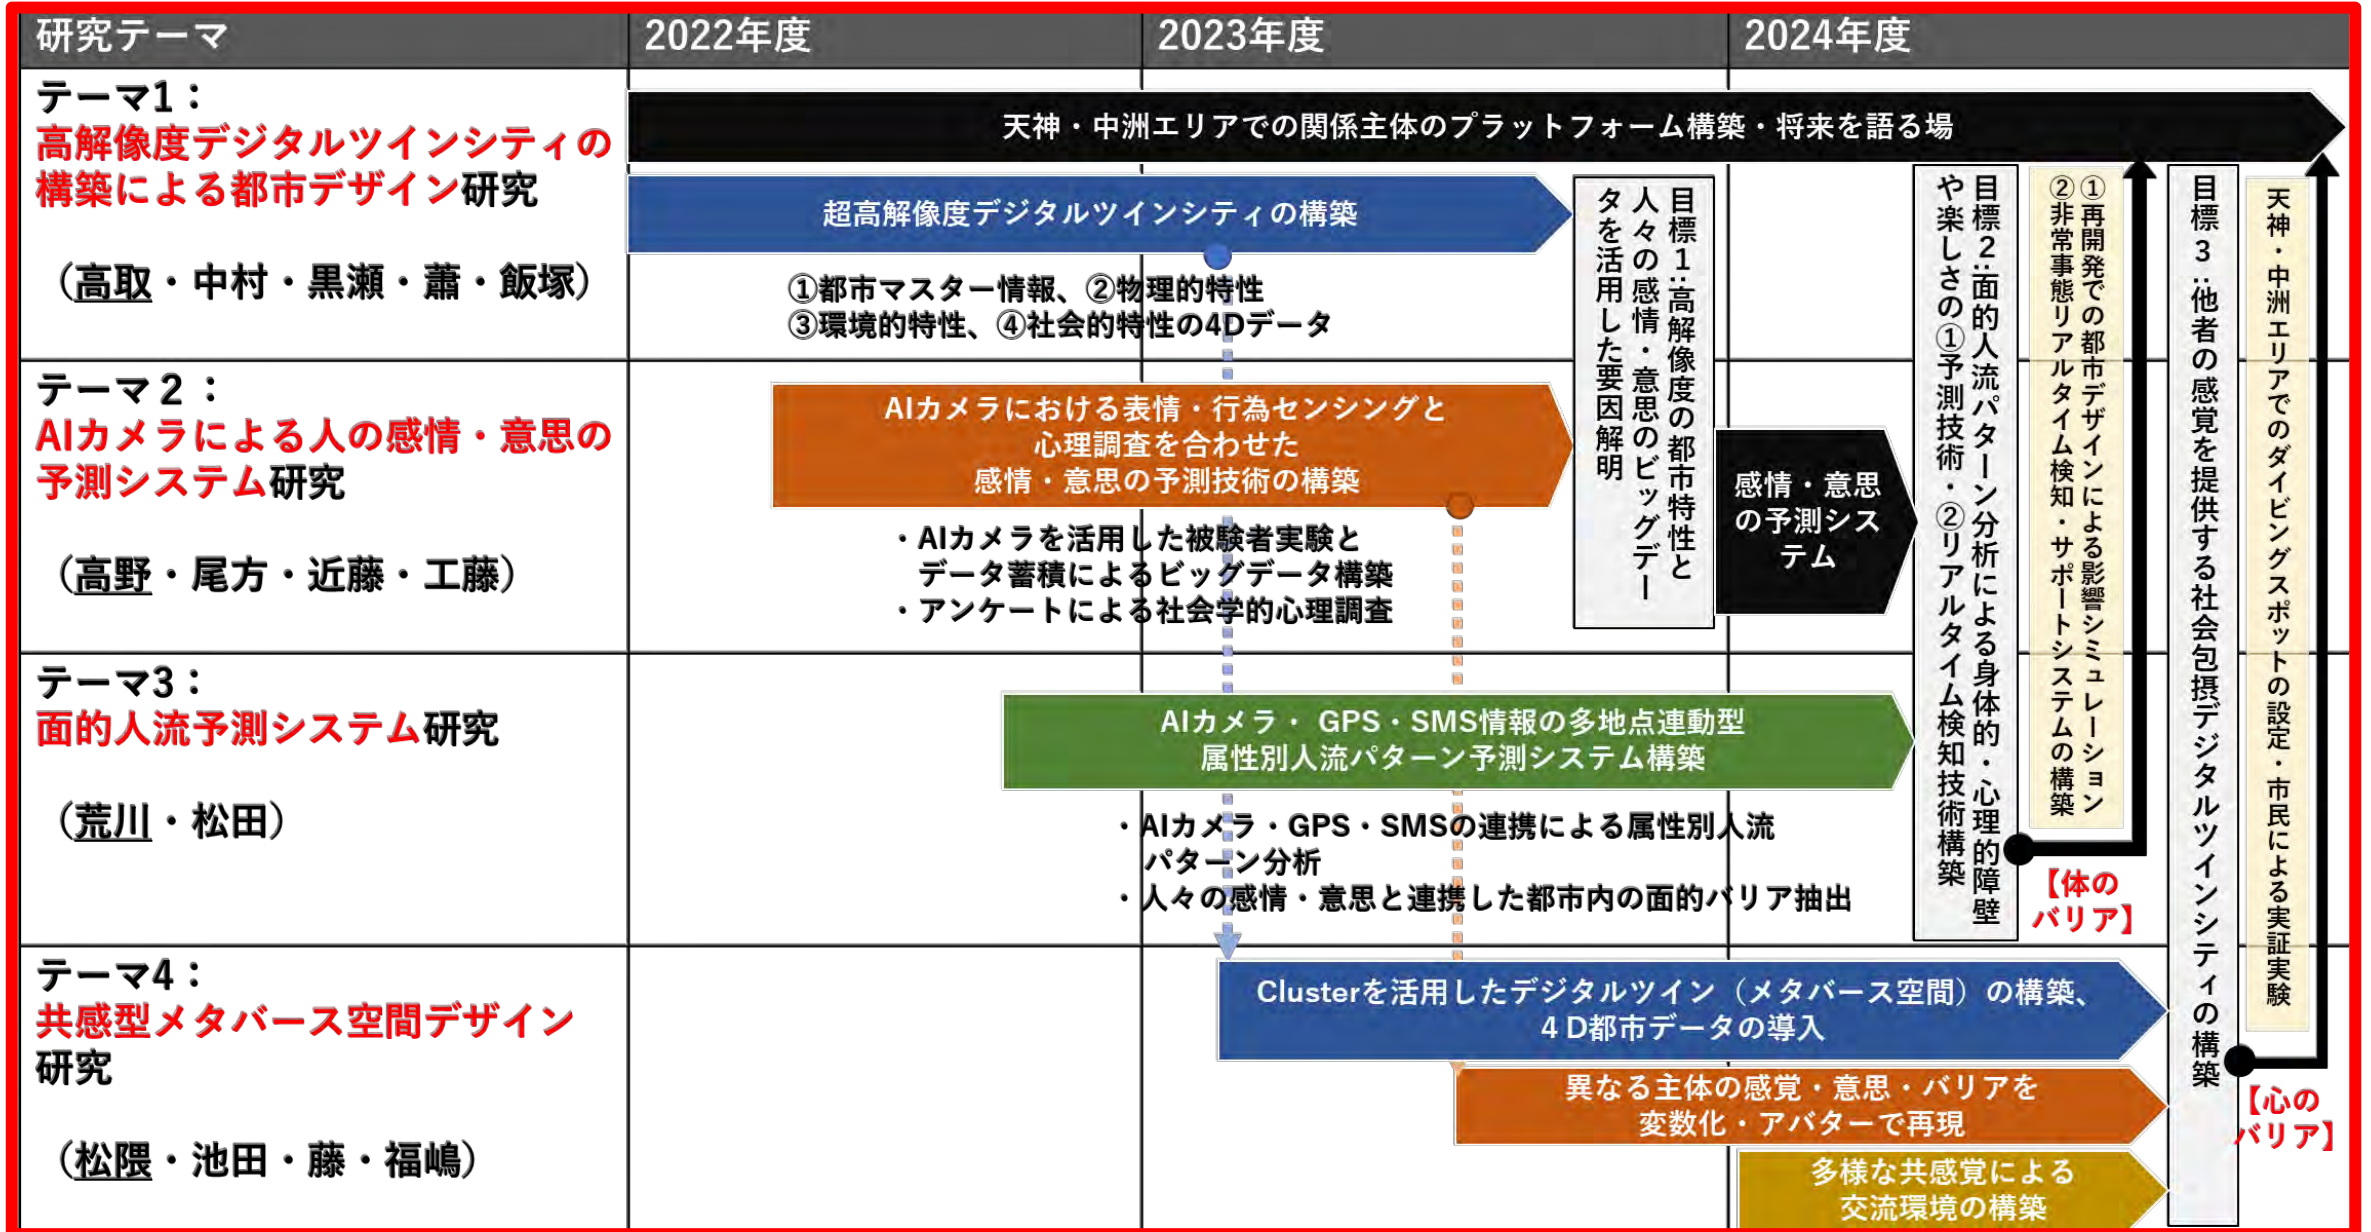 研究テーマ
2022年度
2023年度
2024年度
テーマ1：
高解像度デジタルツインシティの
構築による都市デザイン研究
（高取・中村・黒瀬・蕭・飯塚）
天神・中洲エリアでの関係主体のプラットフォーム構築・将来を語る場
超高解像度デジタルツインシティの構築
①都市マスター情報、②物理的特性
③環境的特性、④社会的特性の4Dデータ
テーマ２：
AIカメラによる人の感情・意思の
予測システム研究
（高野・尾方・近藤・工藤）
AIカメラにおける表情・行為センシングと
心理調査を合わせた
感情・意思の予測技術の構築
・AIカメラを活用した被験者実験と
データ蓄積によるビッグデータ構築
・アンケートによる社会学的心理調査
目標１：高解像度の都市特性と
人々の感情・意思のビッグデー
タを活用した要因解明
感情・意思
の予測シス
テム
テーマ3：
面的人流予測システム研究
（荒川・松田）
AIカメラ・ GPS・SMS情報の多地点連動型
属性別人流パターン予測システム構築
・AIカメラ・GPS・SMSの連携による属性別人流
パターン分析
・人々の感情・意思と連携した都市内の面的バリア抽出
目標２：面的人流パターン分析による身体的・心理的障壁
や楽しさの①予測技術・②リアルタイム検知技術構築
①再開発での都市デザインによる影響シミュレーション
②非常事態リアルタイム検知・サポートシステムの構築
【体の
バリア】
テーマ4：
共感型メタバース空間デザイン
研究
（松隈・池田・藤・福嶋）
Clusterを活用したデジタルツイン（メタバース空間）の構築、
４D都市データの導入
異なる主体の感覚・意思・バリアを
変数化・アバターで再現
多様な共感覚による
交流環境の構築
目標３：他者の感覚を提供する社会包摂デジタルツインシティの構築
天神・中洲エリアでのダイビングスポットの設定・市民による実証実験
【心の
バリア】